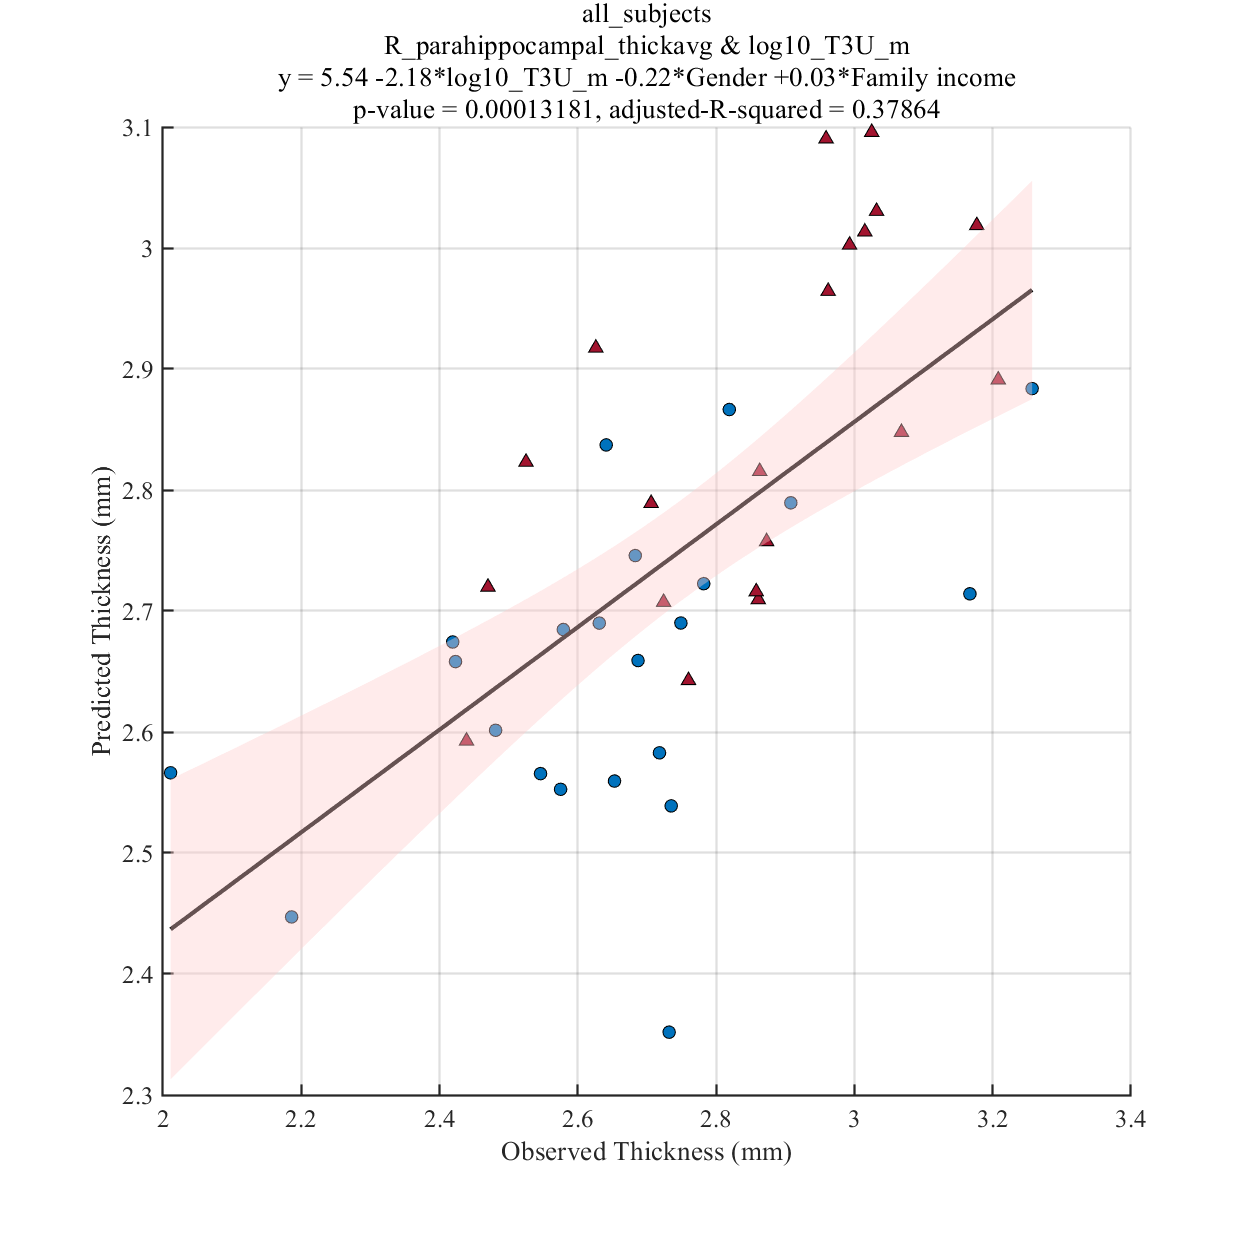 all_subjects
R_parahippocampal_thickavg & log10_T3U_m
y = 5.54 -2.18*log10_T3U_m -0.22*Gender +0.03*Family income
p-value = 0.00013181, adjusted-R-squared = 0.37864
3.1
3
2.9
2.8
2.7
2.6
2.5
2.4
2.3
Predicted Thickness (mm)
2 2.2 2.4 2.6 2.8 3 3.2 3.4
Observed Thickness (mm)